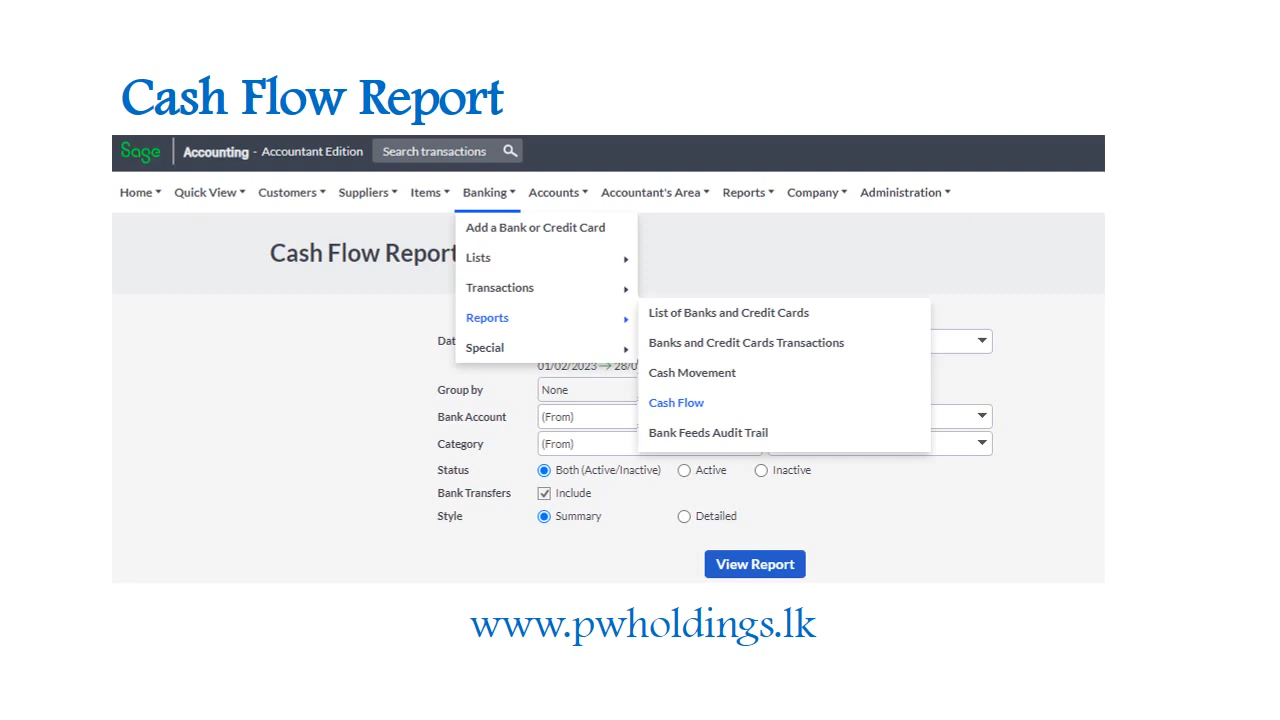 Cash Flow Report
Sage Accounting - Accountant Edition Search transactions
Home Quick View Customers Suppliers Items Banking Accounts Accountant's Area Reports Company Administration
Cash Flow Report
Add a Bank or Credit Card
Lists
Transactions
Reports
Special
List of Banks and Credit Cards
Banks and Credit Cards Transactions
Cash Movement
Cash Flow
Bank Feeds Audit Trail
01/02/2023
Group by None
Bank Account (From)
Category (From)
Status Both (Active/Inactive) Active Inactive
Bank Transfers Include
Style Summary Detailed
View Report
www.pwholdings.lk